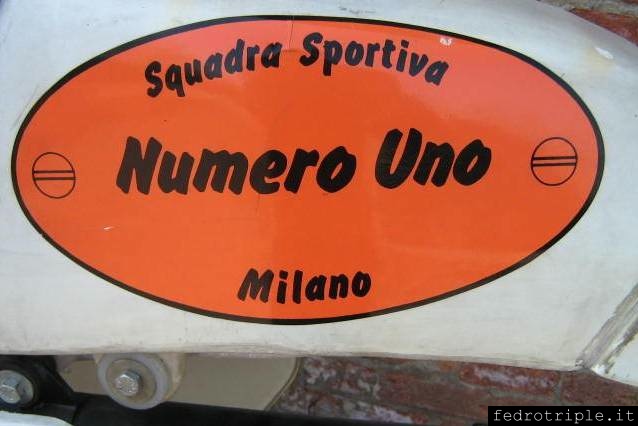 Squadra Sportiva
Numero Uno
Milano
fedrotriple.it